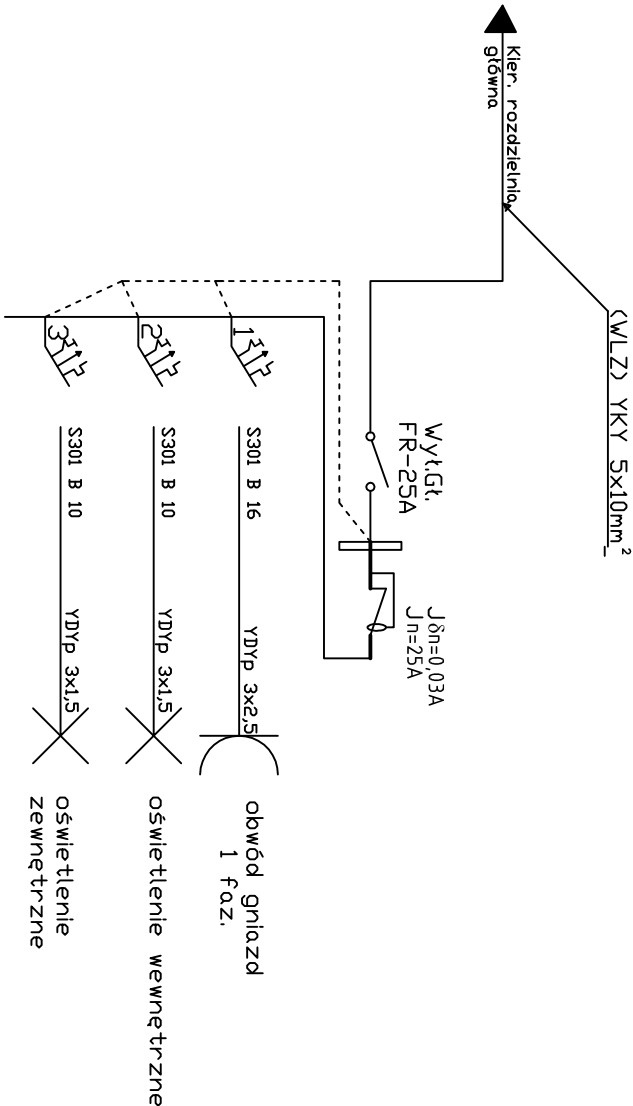 (WLZ) YKY 5x10mm²
Kier. rozdzielnia
główna
Wył.Gł.
FR-25A
Jδn=0,03A
Jn=25A
1
S301 B 16
YDYp 3x2,5
obwód gniazd
1 faz.
2
S301 B 10
YDYp 3x1,5
oświetlenie wewnętrzne
3
S301 B 10
YDYp 3x1,5
oświetlenie
zewnętrzne